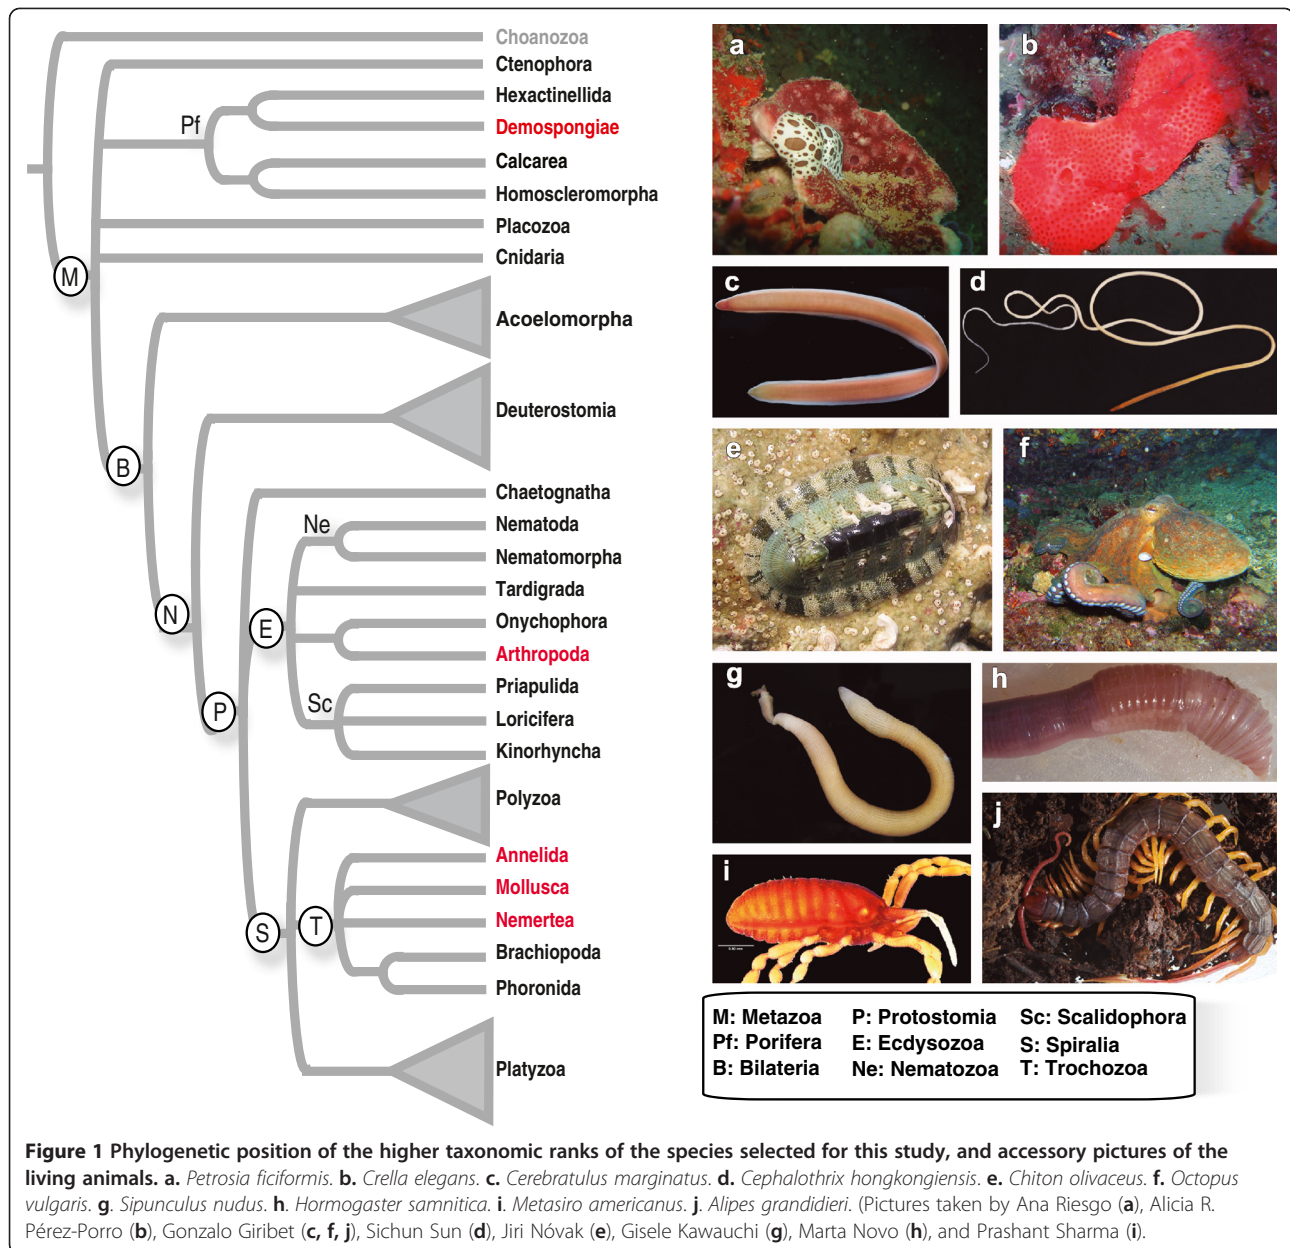 Choanozoa
Ctenophora
Hexactinellida
Pf
Demospongiae
Calcarea
Homoscleromorpha
Placozoa
Cnidaria
M
Acoelomorpha
Deuterostomia
B
Chaetognatha
Ne
Nematoda
Nematomorpha
Tardigrada
N
E
Onychophora
Arthropoda
Priapulida
Sc
P
Loricifera
Kinorhyncha
Polyzoa
Annelida
Mollusca
S
T
Nemertea
Brachiopoda
Phoronida
Platyzoa
a
b
c
d
e
f
g
h
i
j
M: Metazoa P: Protostomia Sc: Scalidophora
Pf: Porifera E: Ecdysozoa S: Spiralia
B: Bilateria Ne: Nematozoa T: Trochozoa
Figure 1 Phylogenetic position of the higher taxonomic ranks of the species selected for this study, and accessory pictures of the
living animals. a. Petrosia ficiformis. b. Crella elegans. c. Cerebratulus marginatus. d. Cephalothrix hongkongiensis. e. Chiton olivaceus. f. Octopus
vulgaris. g. Sipunculus nudus. h. Hormogaster samnitica. i. Metasiro americanus. j. Alipes grandidieri. (Pictures taken by Ana Riesgo (a), Alicia R.
Pérez-Porro (b), Gonzalo Giribet (c, f, j), Sichun Sun (d), Jiri Nóvak (e), Gisele Kawauchi (g), Marta Novo (h), and Prashant Sharma (i).